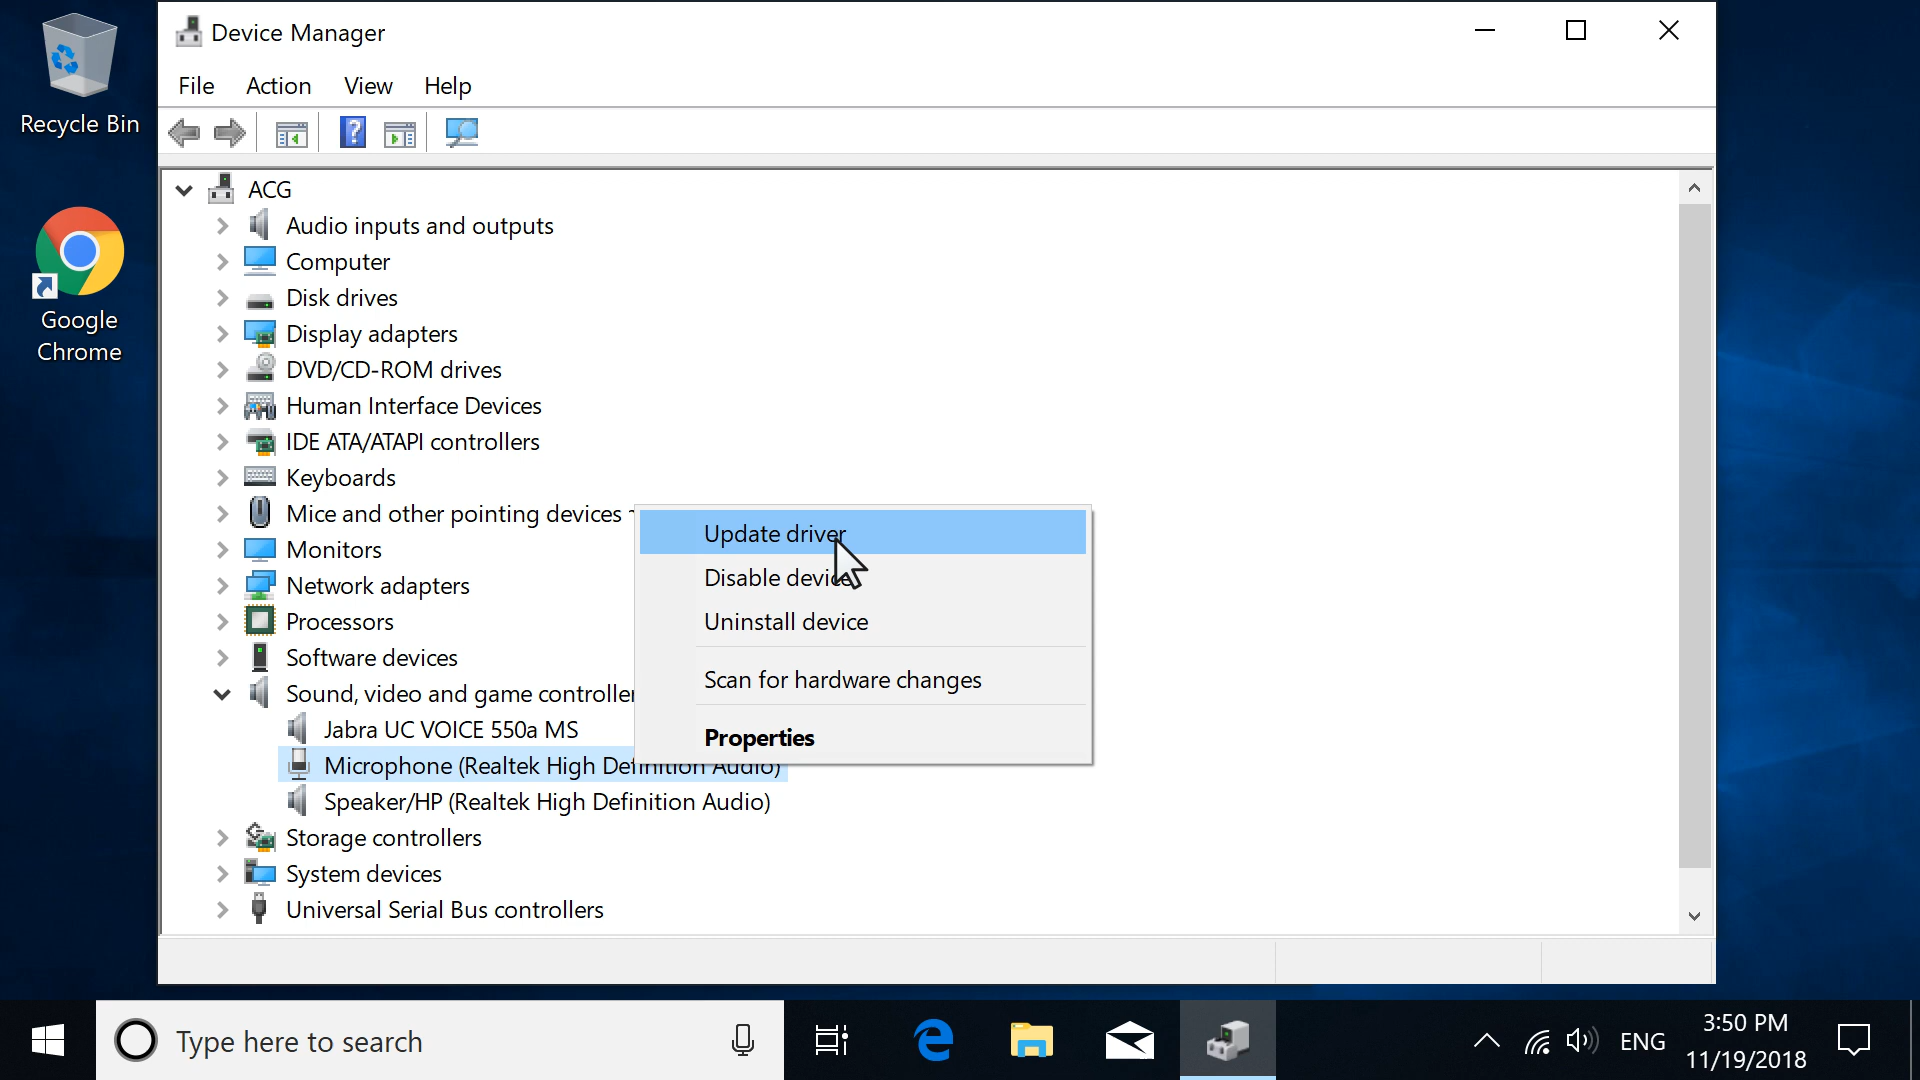 Recycle Bin
Google
Chrome
Device Manager
File Action View Help
ACG
Audio inputs and outputs
Computer
Disk drives
Display adapters
DVD/CD-ROM drives
Human Interface Devices
IDE ATA/ATAPI controllers
Keyboards
Mice and other pointing devices
Monitors
Network adapters
Processors
Software devices
Sound, video and game controller
Jabra UC VOICE 550a MS
Microphone (Realtek High Definition Audio)
Speaker/HP (Realtek High Definition Audio)
Storage controllers
System devices
Universal Serial Bus controllers
Update driver
Disable device
Uninstall device
Scan for hardware changes
Properties
Type here to search
ENG
3:50 PM
11/19/2018